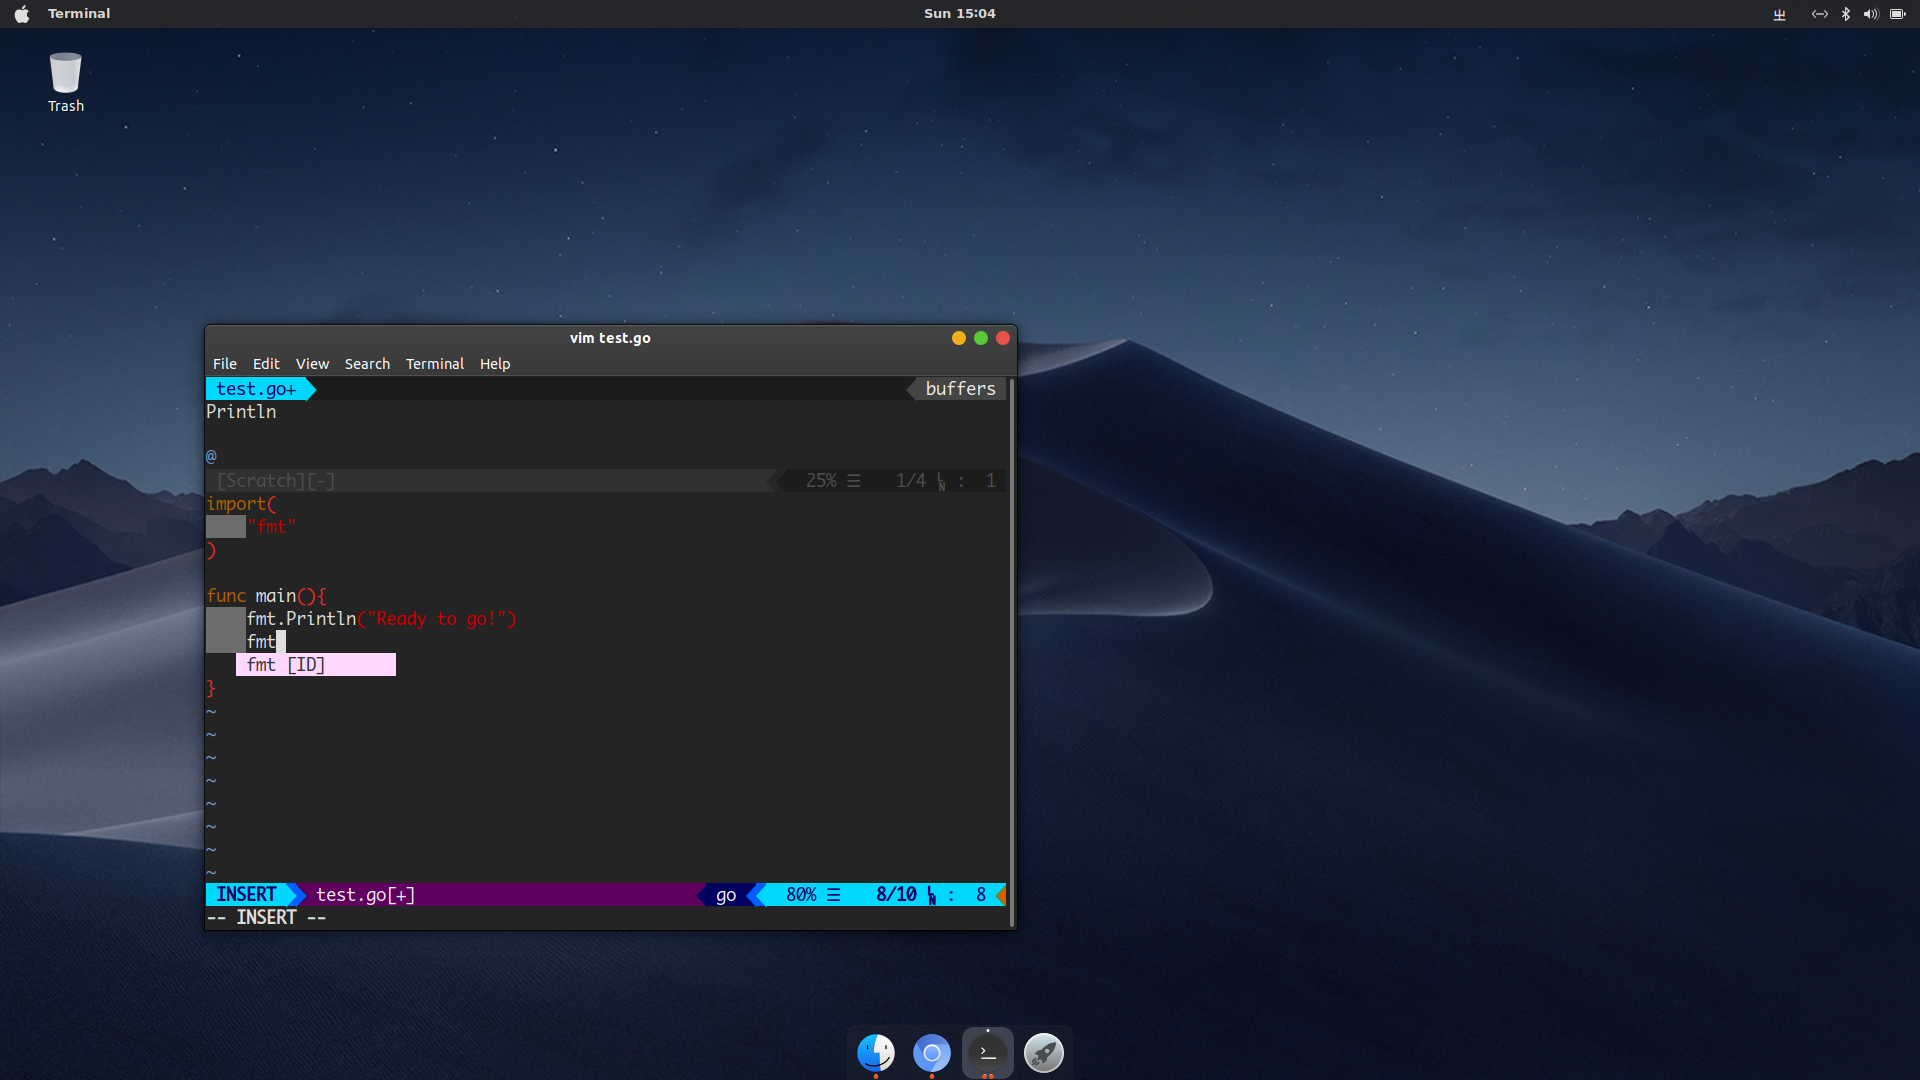 Terminal
Sun 15:04
Trash
vim test.go
File Edit View Search Terminal Help
test.go+ buffers
Println
@
[Scratch][-] 25% ☰ 1/4 ␤ : 1
import(
"fmt"
)
func main(){
fmt.Println("Ready to go!")
fmt
fmt [ID]
}
~
~
~
~
~
~
~
~
INSERT test.go[+] go 80% ☰ 8/10 ␤ : 8
-- INSERT --